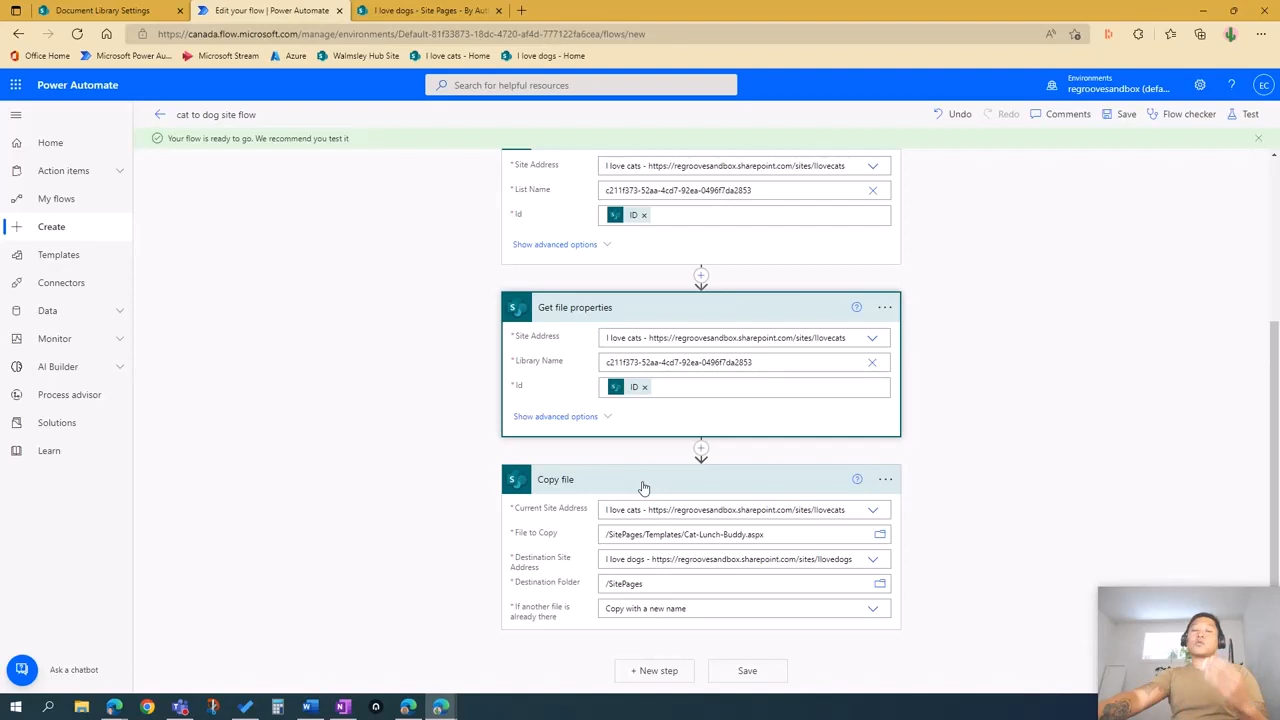 Document Library Settings
Edit your flow | Power Automate
I love dogs. - Site Pages - By Aut
https://canada.flow.microsoft.com/manage/environments/Default-81f33873-18dc-4720-af4d-777122fa6cea/flows/new
Office Home
Microsoft Power Au...
Microsoft Stream
Azure
Walmsley Hub Site
I love cats - Home
I love dogs - Home
Power Automate
Search for helpful resources
Environments
regroovesandbox (defa...
EC
cat to dog site flow
Undo
Redo
Comments
Save
Flow checker
Test
Your flow is ready to go. We recommend you test it
Home
Action items
My flows
Create
Templates
Connectors
Data
Monitor
AI Builder
Process advisor
Solutions
Learn
Ask a chatbot
* Site Address
I love cats - https://regroovesandbox.sharepoint.com/sites/Ilovecats
* List Name
c211f373-52aa-4cd7-92ea-0496f7da2853
* Id
ID
Show advanced options
Get file properties
* Site Address
I love cats - https://regroovesandbox.sharepoint.com/sites/Ilovecats
* Library Name
c211f373-52aa-4cd7-92ea-0496f7da2853
* Id
ID
Show advanced options
Copy file
* Current Site Address
I love cats - https://regroovesandbox.sharepoint.com/sites/Ilovecats
* File to Copy
/SitePages/Templates/Cat-Lunch-Buddy.aspx
* Destination Site
Address
I love dogs - https://regroovesandbox.sharepoint.com/sites/Ilovedogs
* Destination Folder
/SitePages
* If another file is
already there
Copy with a new name
+ New step
Save